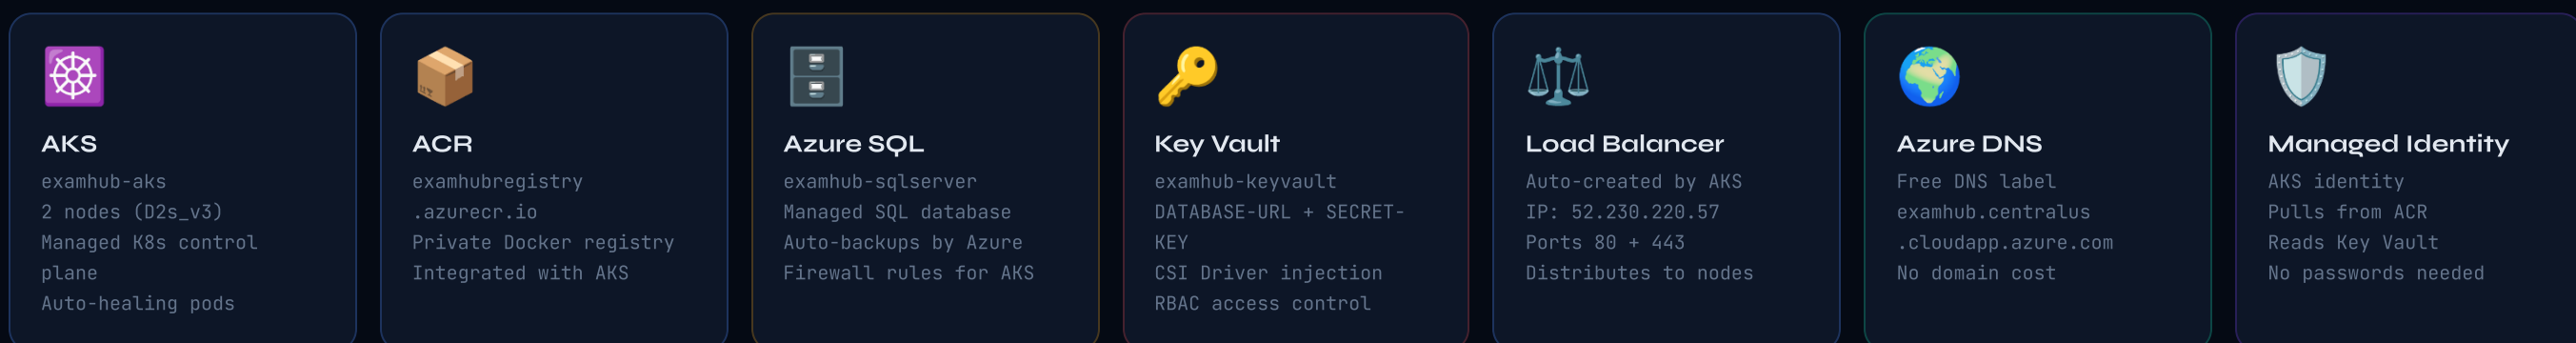 AKS
examhub-aks
2 nodes (D2s_v3)
Managed K8s control
plane
Auto-healing pods
ACR
examhubregistry
.azurecr.io
Private Docker registry
Integrated with AKS
Azure SQL
examhub-sqlserver
Managed SQL database
Auto-backups by Azure
Firewall rules for AKS
Key Vault
examhub-keyvault
DATABASE-URL + SECRET-
KEY
CSI Driver injection
RBAC access control
Load Balancer
Auto-created by AKS
IP: 52.230.220.57
Ports 80 + 443
Distributes to nodes
Azure DNS
Free DNS label
examhub.centralus
.cloudapp.azure.com
No domain cost
Managed Identity
AKS identity
Pulls from ACR
Reads Key Vault
No passwords needed